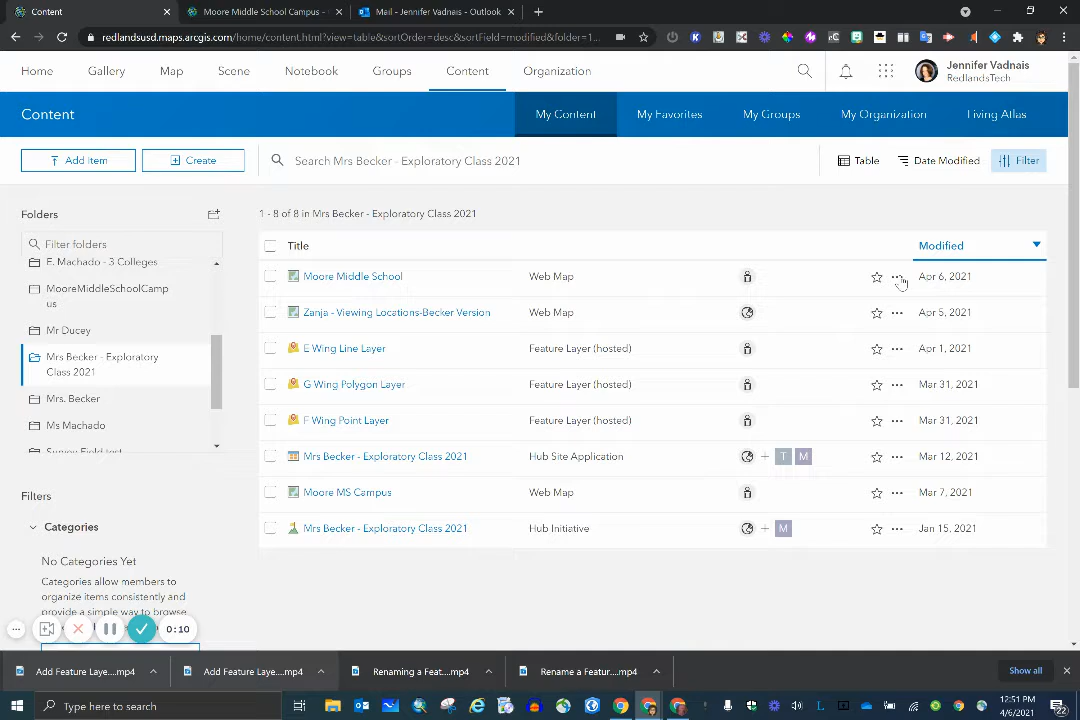 Content
Moore Middle School Campus -
Mail - Jennifer Vadnais - Outlook
redlandsusd.maps.arcgis.com/home/content.html?view=table&sortOrder=desc&sortField=modified&folder=1...
Home Gallery Map Scene Notebook Groups Content Organization
Jennifer Vadnais
RedlandsTech
Content
My Content My Favorites My Groups My Organization Living Atlas
Add Item Create Search Mrs Becker - Exploratory Class 2021 Table Date Modified Filter
Folders
Filter folders
E. Machado - 3 Colleges
MooreMiddleSchoolCamp
us
Mr Ducey
Mrs Becker - Exploratory
Class 2021
Mrs. Becker
Ms Machado
Survey Field test
Filters
Categories
No Categories Yet
Categories allow members to
organize items consistently and
provide a simple way to browse
1 - 8 of 8 in Mrs Becker - Exploratory Class 2021
Title Modified
Moore Middle School Web Map Apr 6, 2021
Zanja - Viewing Locations-Becker Version Web Map Apr 5, 2021
E Wing Line Layer Feature Layer (hosted) Apr 1, 2021
G Wing Polygon Layer Feature Layer (hosted) Mar 31, 2021
F Wing Point Layer Feature Layer (hosted) Mar 31, 2021
Mrs Becker - Exploratory Class 2021 Hub Site Application T M Mar 12, 2021
Moore MS Campus Web Map Mar 7, 2021
Mrs Becker - Exploratory Class 2021 Hub Initiative M Jan 15, 2021
0:10
Add Feature Laye....mp4 Add Feature Laye....mp4 Renaming a Feat....mp4 Rename a Featur....mp4 Show all
Type here to search
12:51 PM
4/6/2021
22